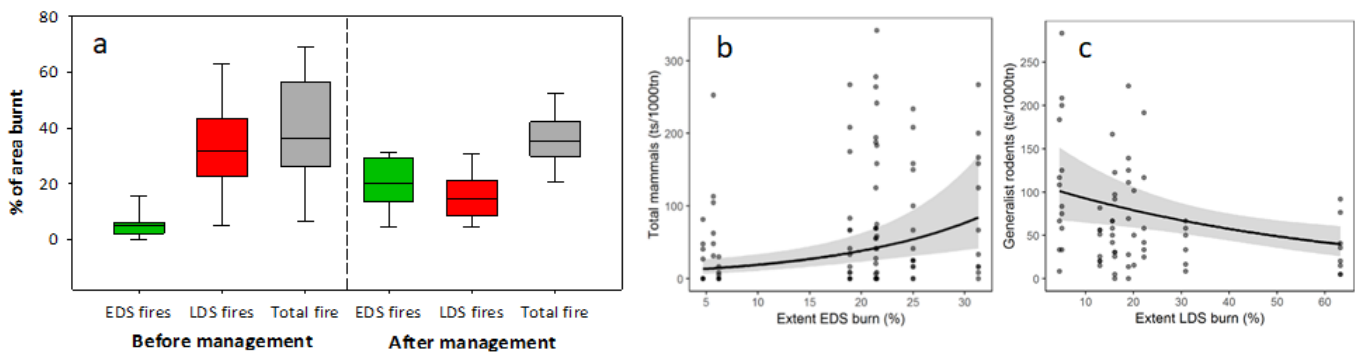 a
% of area burnt
80
60
40
20
0
EDS fires LDS fires Total fire EDS fires LDS fires Total fire
Before management After management
b
Total mammals (ts/1000tn)
300
200
100
0
5 10 15 20 25 30
Extent EDS burn (%)
c
Generalist rodents (ts/1000tn)
250
200
150
100
50
0
10 20 30 40 50 60
Extent LDS burn (%)